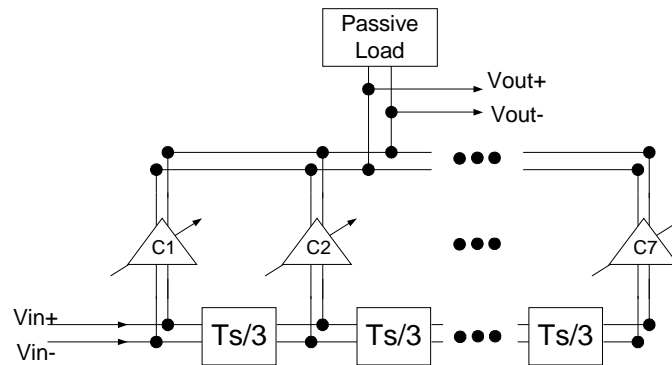 Passive
Load
Vout+
Vout-
C1
C2
C7
Vin+
Vin-
Ts/3
Ts/3
Ts/3